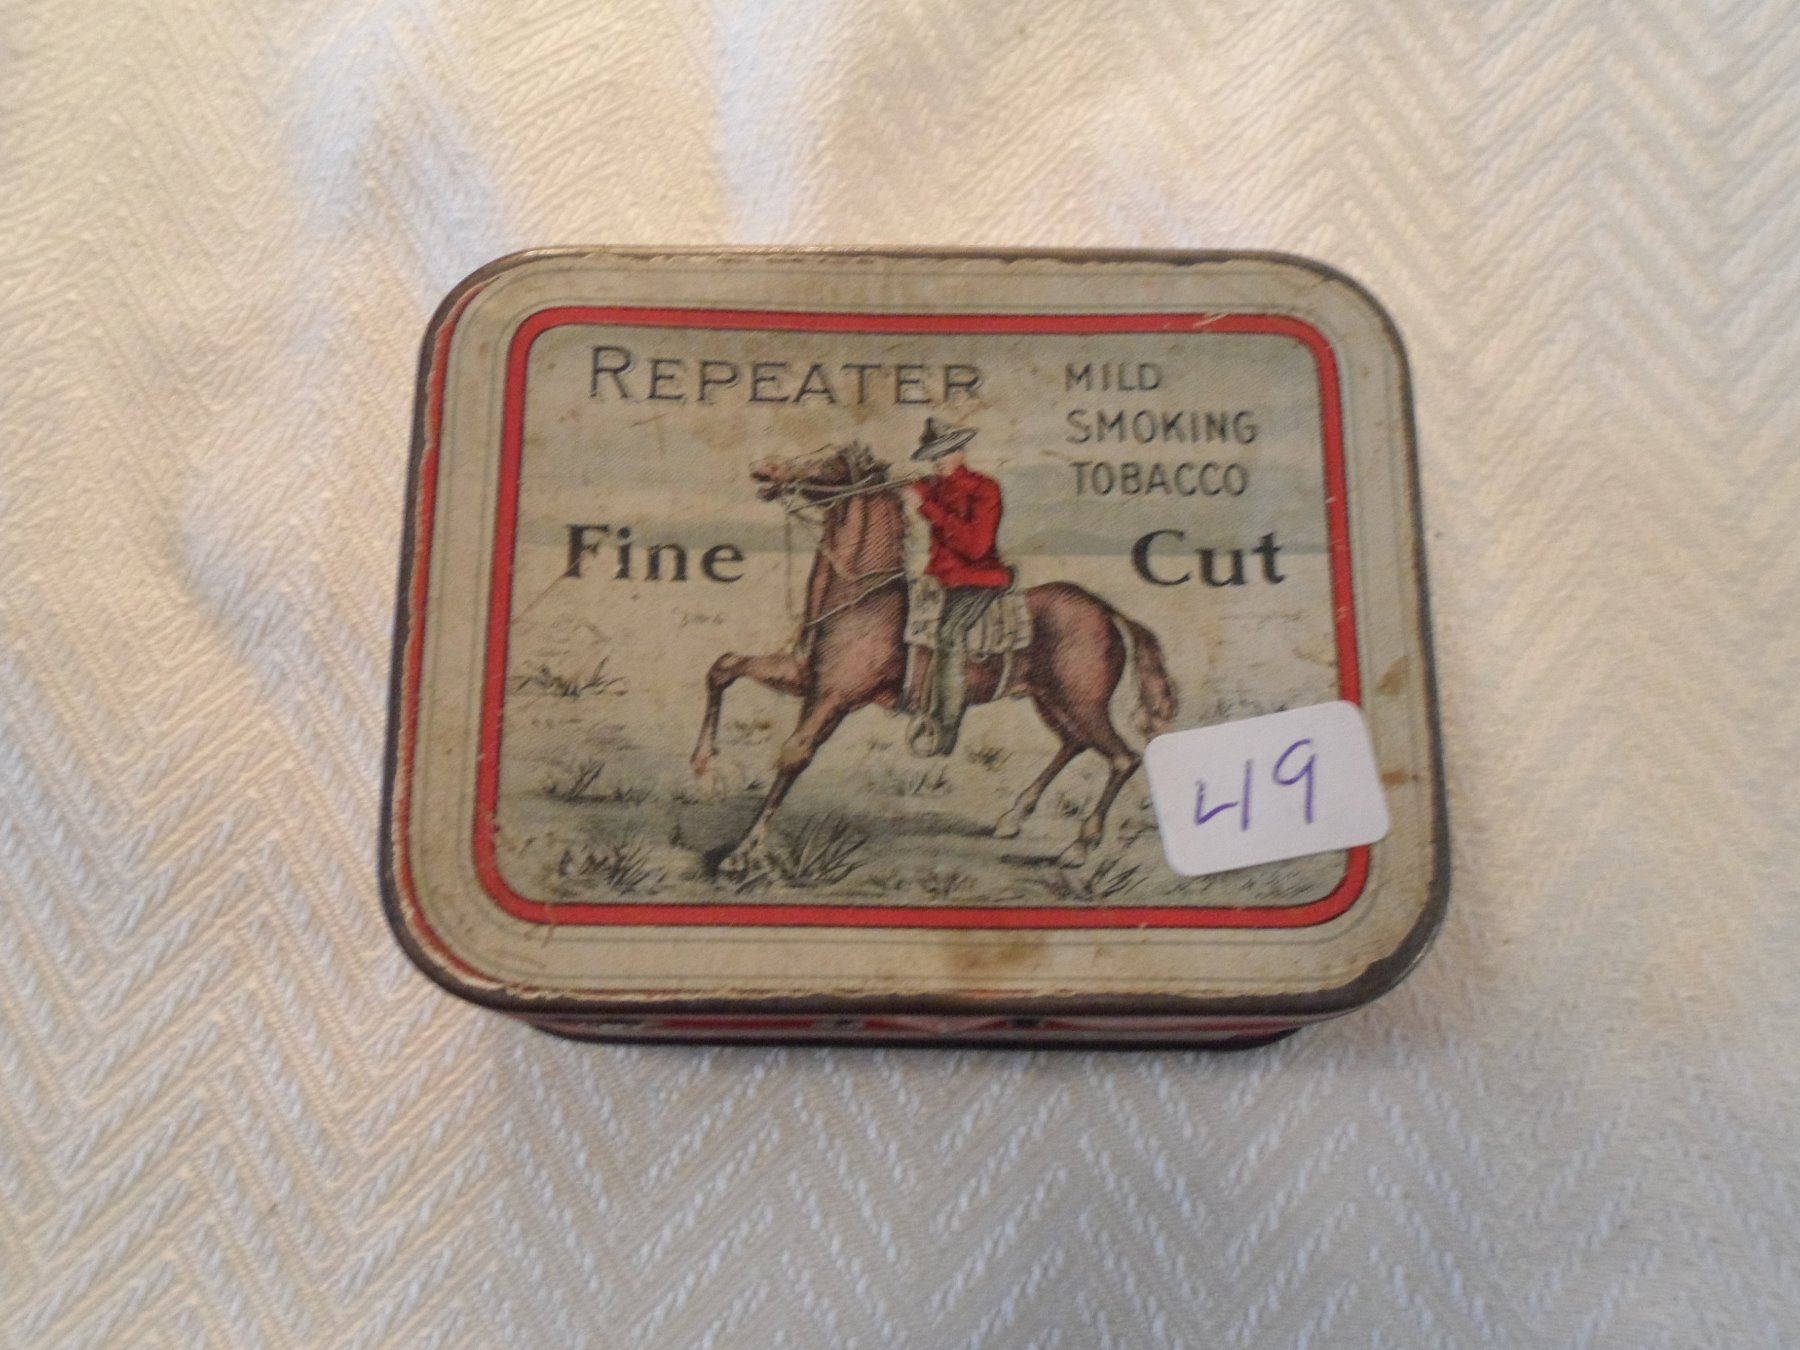 REPEATER
MILD
SMOKING
TOBACCO
Fine Cut
49